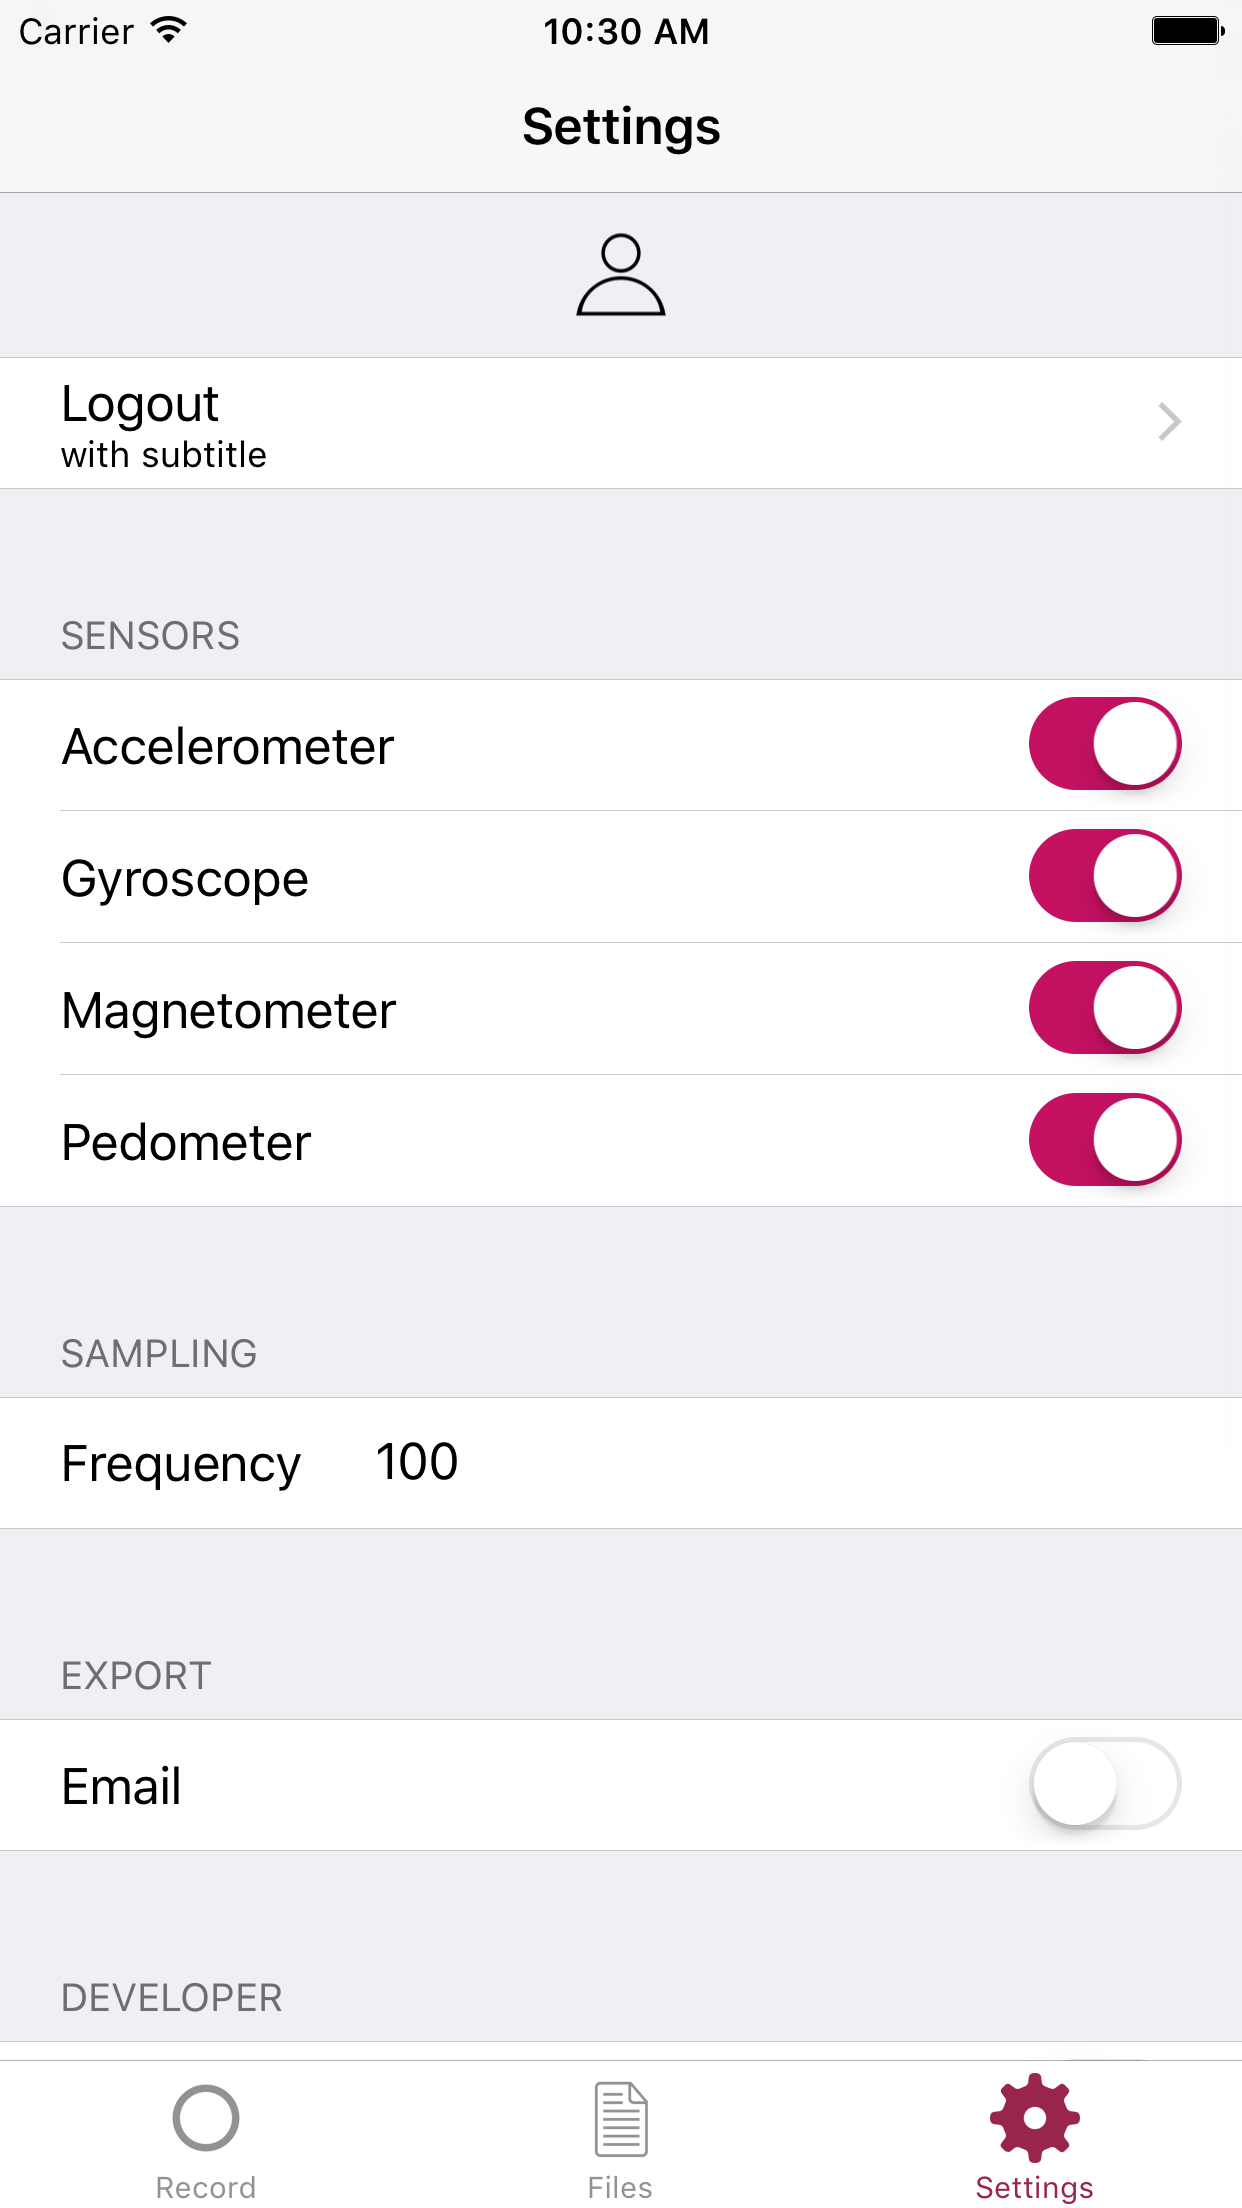 Carrier 10:30 AM
Settings
Logout
with subtitle
SENSORS
Accelerometer
Gyroscope
Magnetometer
Pedometer
SAMPLING
Frequency 100
EXPORT
Email
DEVELOPER
Record Files Settings